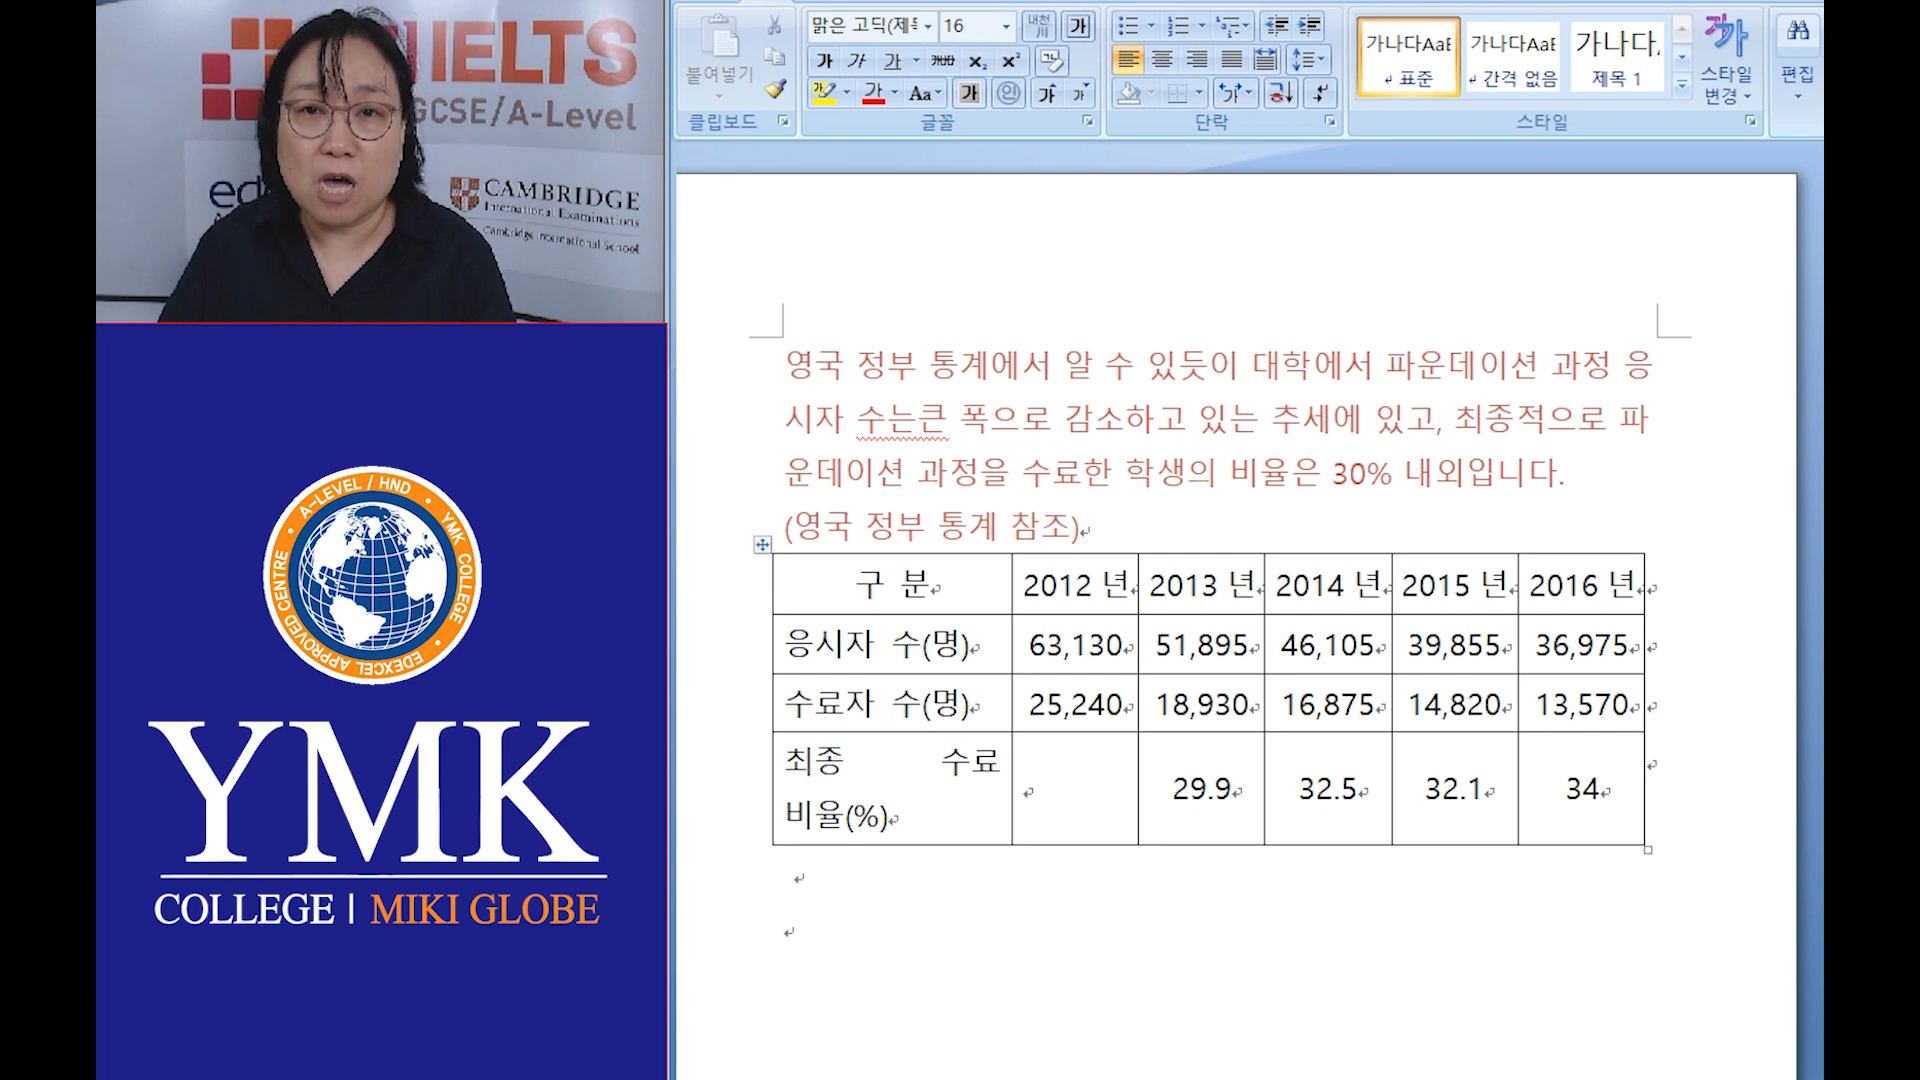 IELTS
GCSE/A-Level
CAMBRIDGE
International Examinations
Cambridge International School
A-LEVEL / HND • YMK COLLEGE • EDEXCEL APPROVED CENTRE •
YMK
COLLEGE | MIKI GLOBE
맑은 고딕(제목
16
붙여넣기
클립보드
글꼴
단락
가나다AaB
표준
가나다AaB
간격 없음
가나다
제목 1
스타일
변경
스타일
편집
영국 정부 통계에서 알 수 있듯이 대학에서 파운데이션 과정 응
시자 수는큰 폭으로 감소하고 있는 추세에 있고, 최종적으로 파
운데이션 과정을 수료한 학생의 비율은 30% 내외입니다.
(영국 정부 통계 참조)
구 분 2012 년 2013 년 2014 년 2015 년 2016 년
응시자 수(명) 63,130 51,895 46,105 39,855 36,975
수료자 수(명) 25,240 18,930 16,875 14,820 13,570
최종 수료
비율(%) 29.9 32.5 32.1 34